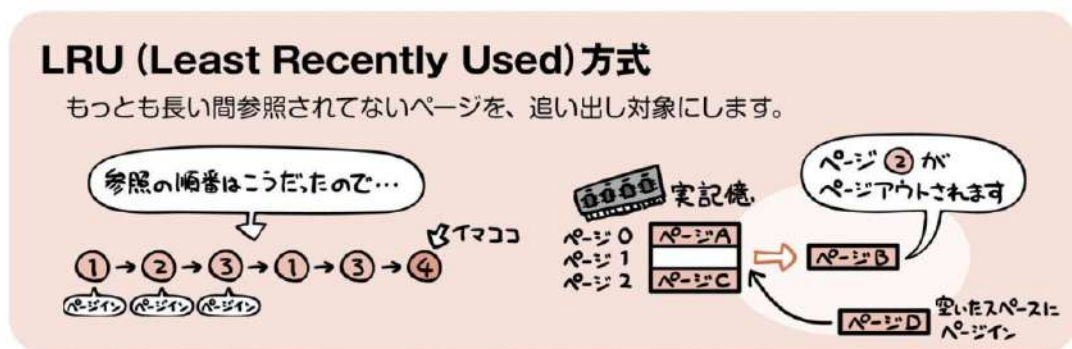 LRU（Least Recently Used）方式
もっとも長い間参照されてないページを、追い出し対象にします。
参照の順番はこうだったので…
イマココ
1→2→3→1→3→4
ページイン ページイン ページイン
実記憶
ページ0 ページA
ページ1
ページ2 ページC
ページ②が
ページアウトされます
ページB
ページD
空いたスペースに
ページイン